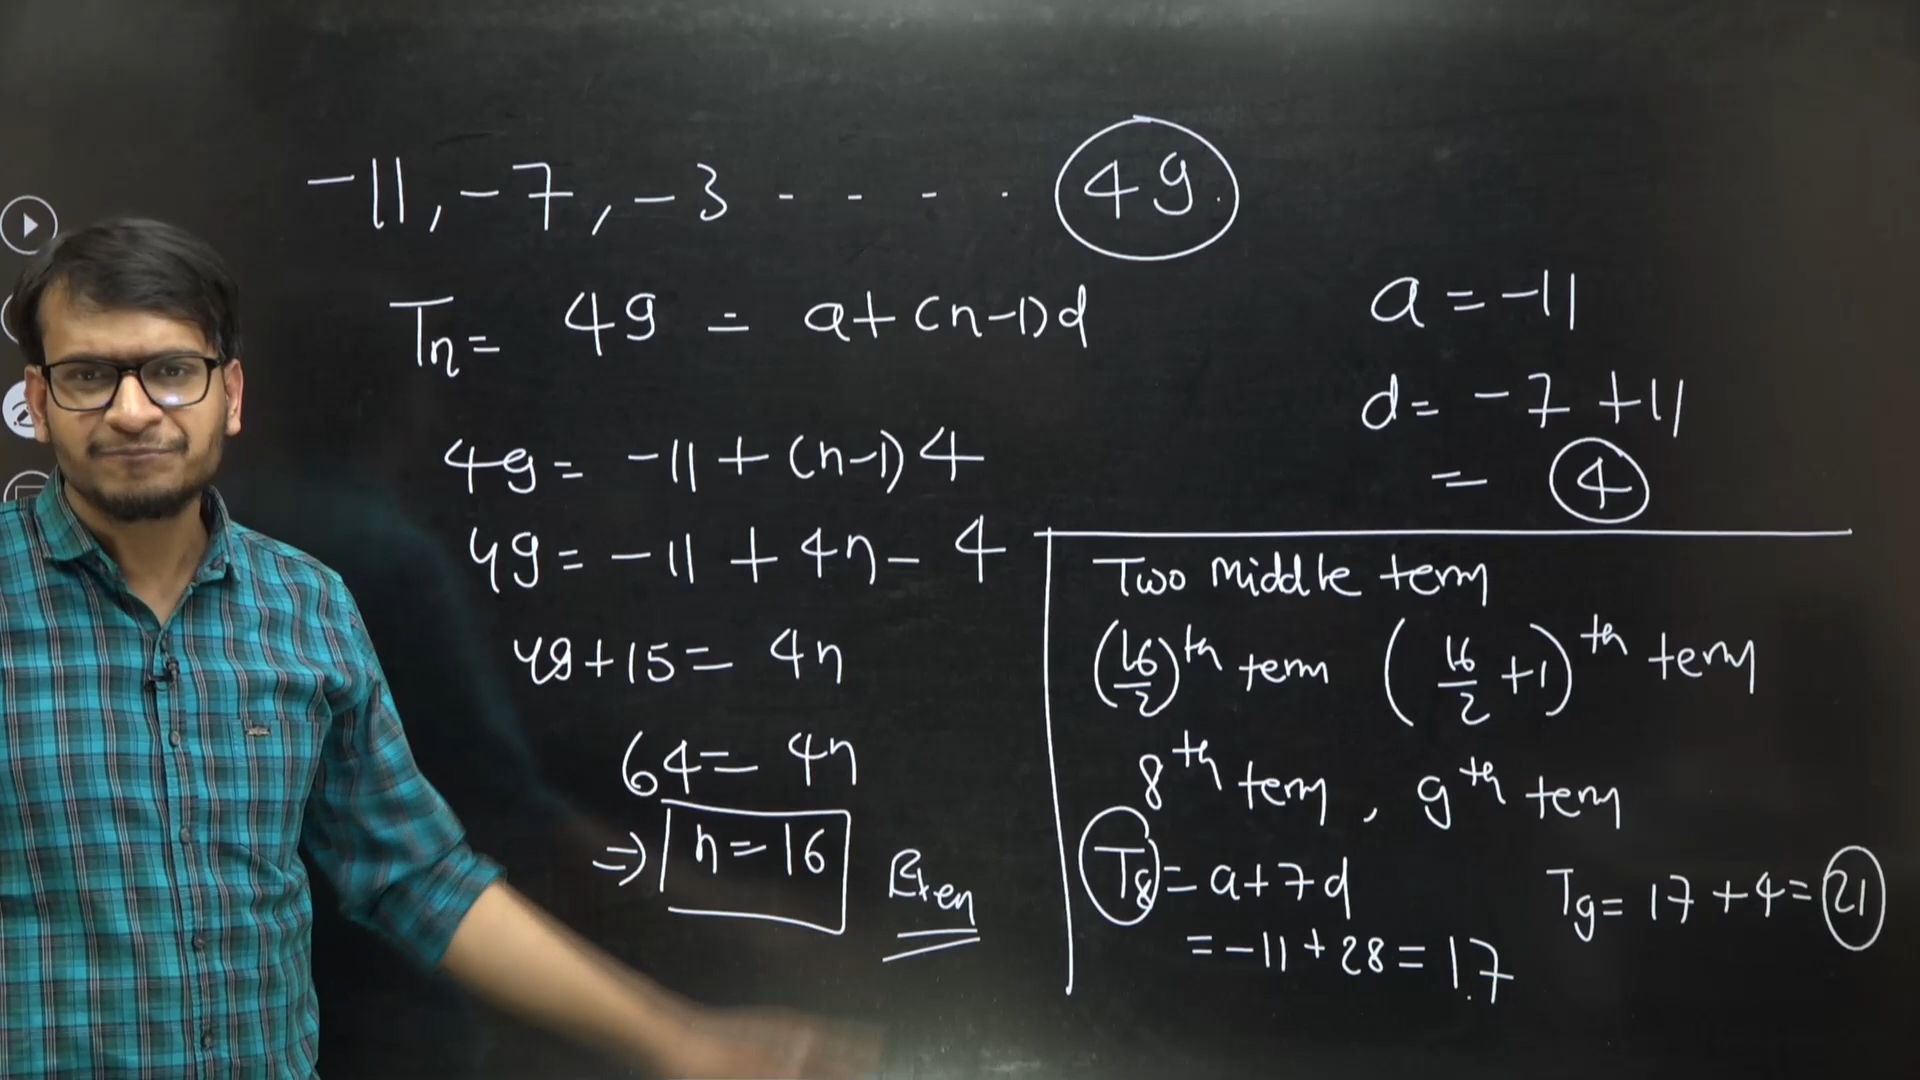 -11, -7, -3 - - - · 49.
Tn = 49 = a+(n-1)d
a = -11
d = -7 +11
= 4
49 = -11 + (n-1) 4
49 = -11 + 4n - 4
49+15 = 4n
64 = 4n
⇒ n = 16 Even
Two middle term
(16/2)th term (16/2 +1)th term
8th term, 9th term
T8 = a+7d
= -11 + 28 = 17
T9 = 17 + 4 = 21